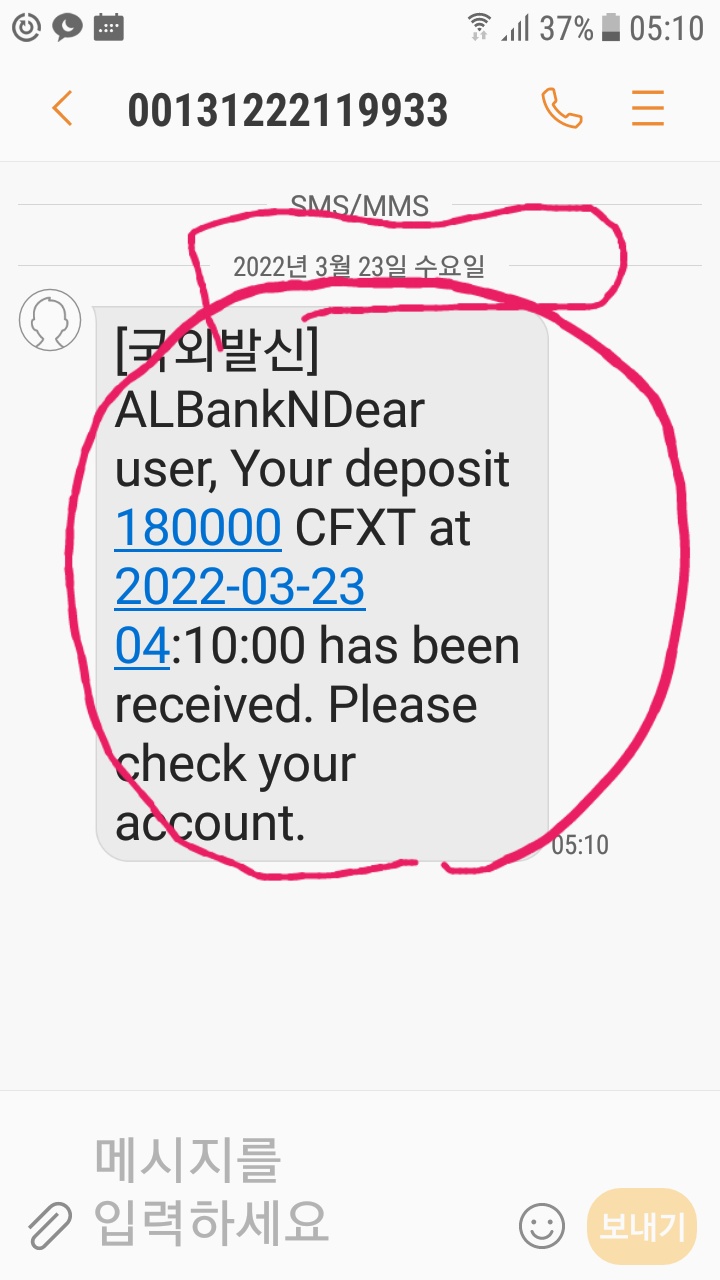 37% 05:10
00131222119933
SMS/MMS
2022년 3월 23일 수요일
[국외발신]
ALBankNDear
user, Your deposit
180000 CFXT at
2022-03-23
04:10:00 has been
received. Please
check your
account.
05:10
메시지를
입력하세요
보내기